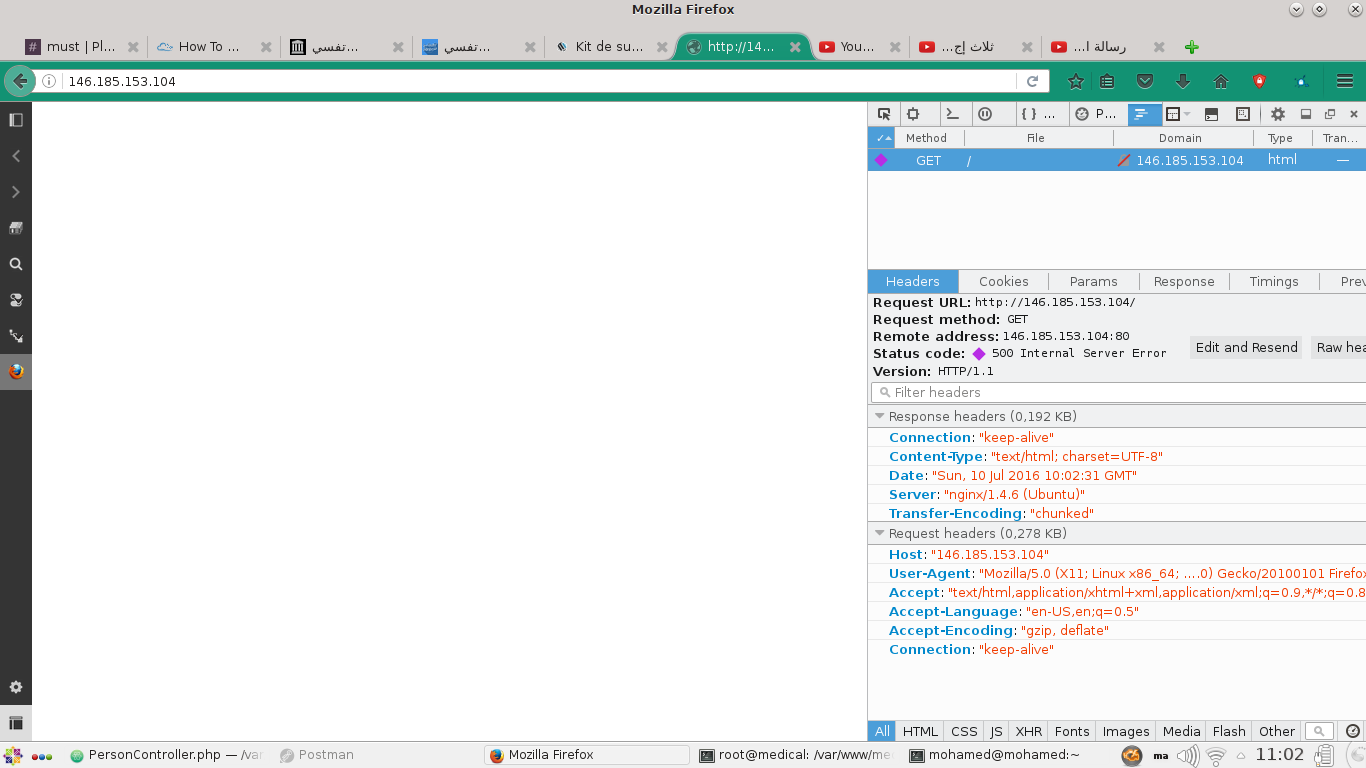 Mozilla Firefox
must | Pl... How To ... تفسي... تفسي... Kit de su... http://14... You... ثلاث إج... رسالة ا...
146.185.153.104
{ } ... P...
Method File Domain Type Tran...
GET / 146.185.153.104 html —
Headers Cookies Params Response Timings Prev
Request URL: http://146.185.153.104/
Request method: GET
Remote address: 146.185.153.104:80
Status code: 500 Internal Server Error
Edit and Resend Raw hea
Version: HTTP/1.1
Filter headers
Response headers (0,192 KB)
Connection: "keep-alive"
Content-Type: "text/html; charset=UTF-8"
Date: "Sun, 10 Jul 2016 10:02:31 GMT"
Server: "nginx/1.4.6 (Ubuntu)"
Transfer-Encoding: "chunked"
Request headers (0,278 KB)
Host: "146.185.153.104"
User-Agent: "Mozilla/5.0 (X11; Linux x86_64; ....0) Gecko/20100101 Firefox
Accept: "text/html,application/xhtml+xml,application/xml;q=0.9,*/*;q=0.8
Accept-Language: "en-US,en;q=0.5"
Accept-Encoding: "gzip, deflate"
Connection: "keep-alive"
All HTML CSS JS XHR Fonts Images Media Flash Other
PersonController.php — /var Postman Mozilla Firefox root@medical: /var/www/me mohamed@mohamed:~ ma 11:02